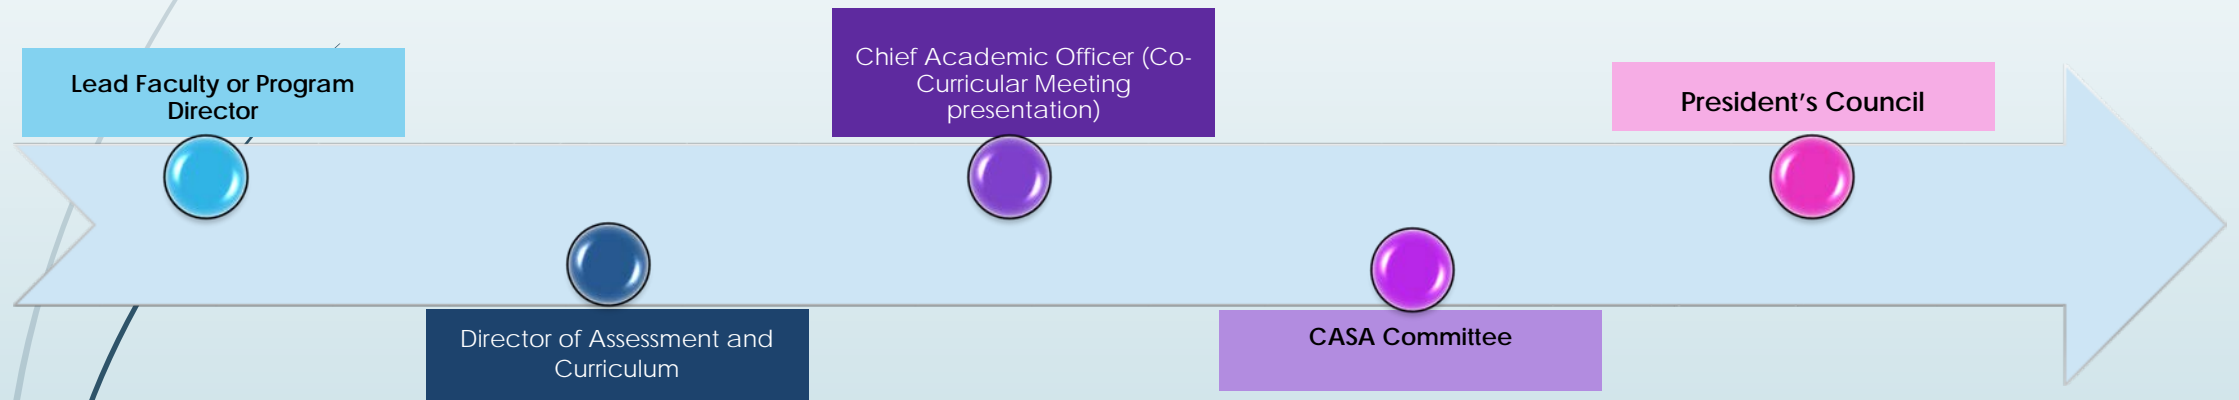 Lead Faculty or Program
Director
Director of Assessment and
Curriculum
Chief Academic Officer (Co-
Curricular Meeting
presentation)
CASA Committee
President’s Council